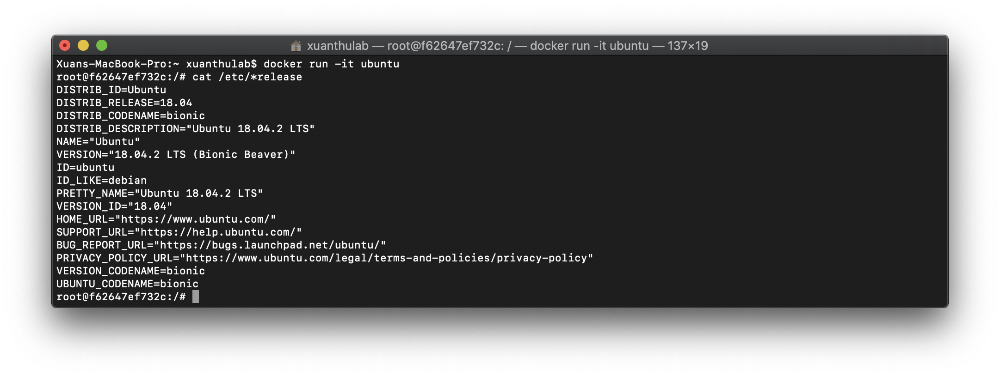 xuanthulab — root@f62647ef732c: / — docker run -it ubuntu — 137×19
Xuans-MacBook-Pro:~ xuanthulab$ docker run -it ubuntu
root@f62647ef732c:/# cat /etc/*release
DISTRIB_ID=Ubuntu
DISTRIB_RELEASE=18.04
DISTRIB_CODENAME=bionic
DISTRIB_DESCRIPTION="Ubuntu 18.04.2 LTS"
NAME="Ubuntu"
VERSION="18.04.2 LTS (Bionic Beaver)"
ID=ubuntu
ID_LIKE=debian
PRETTY_NAME="Ubuntu 18.04.2 LTS"
VERSION_ID="18.04"
HOME_URL="https://www.ubuntu.com/"
SUPPORT_URL="https://help.ubuntu.com/"
BUG_REPORT_URL="https://bugs.launchpad.net/ubuntu/"
PRIVACY_POLICY_URL="https://www.ubuntu.com/legal/terms-and-policies/privacy-policy"
VERSION_CODENAME=bionic
UBUNTU_CODENAME=bionic
root@f62647ef732c:/#